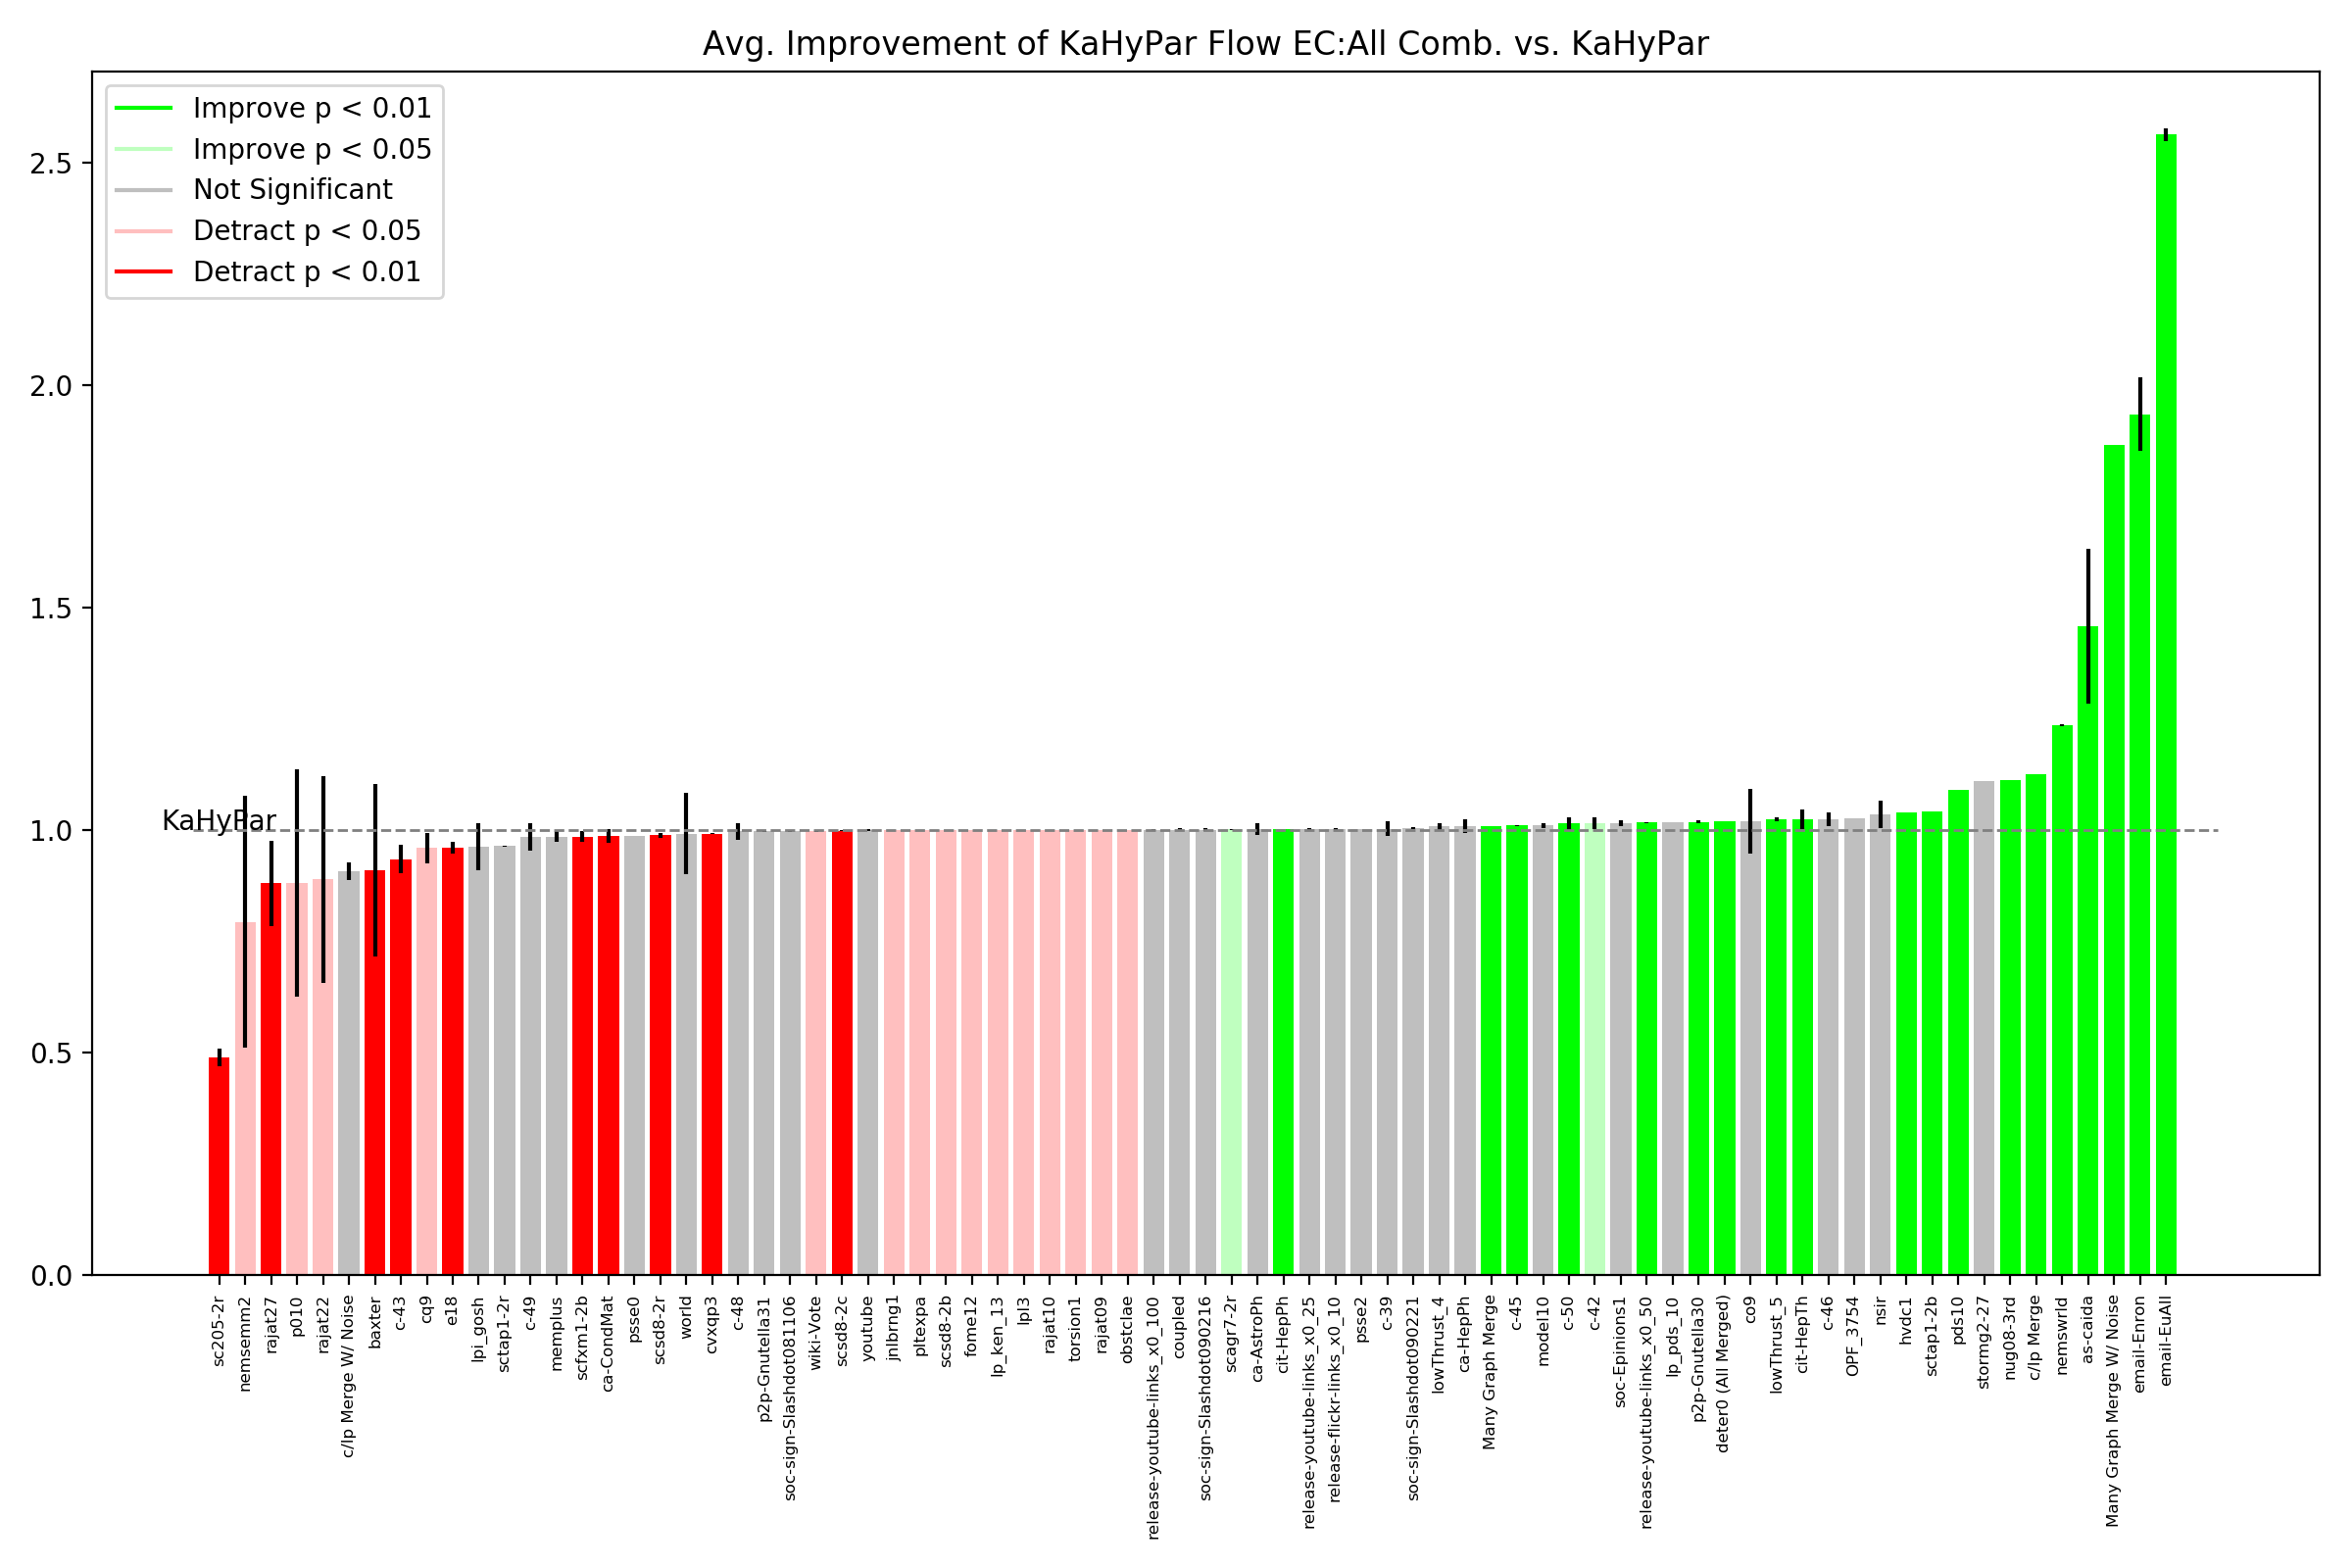 Avg. Improvement of KaHyPar Flow EC:All Comb. vs. KaHyPar
Improve p < 0.01
Improve p < 0.05
Not Significant
Detract p < 0.05
Detract p < 0.01
2.5
2.0
1.5
1.0
0.5
0.0
KaHyPar
sc205-2r
nemsemm2
rajat27
p010
rajat22
c/lp Merge W/ Noise
baxter
c-43
cq9
e18
lpi_gosh
sctap1-2r
c-49
memplus
scfxm1-2b
ca-CondMat
psse0
scsd8-2r
world
cvxqp3
c-48
p2p-Gnutella31
soc-sign-Slashdot081106
wiki-Vote
scsd8-2c
youtube
jnlbrng1
pltexpa
scsd8-2b
fome12
lp_ken_13
lpl3
rajat10
torsion1
rajat09
obstclae
release-youtube-links_x0_100
coupled
soc-sign-Slashdot090216
scagr7-2r
ca-AstroPh
cit-HepPh
release-youtube-links_x0_25
release-flickr-links_x0_10
psse2
c-39
soc-sign-Slashdot090221
lowThrust_4
ca-HepPh
Many Graph Merge
c-45
model10
c-50
c-42
soc-Epinions1
release-youtube-links_x0_50
lp_pds_10
p2p-Gnutella30
deter0 (All Merged)
co9
lowThrust_5
cit-HepTh
c-46
OPF_3754
nsir
hvdc1
sctap1-2b
pds10
stormg2-27
nug08-3rd
c/lp Merge
nemswrld
as-caida
Many Graph Merge W/ Noise
email-Enron
email-EuAll